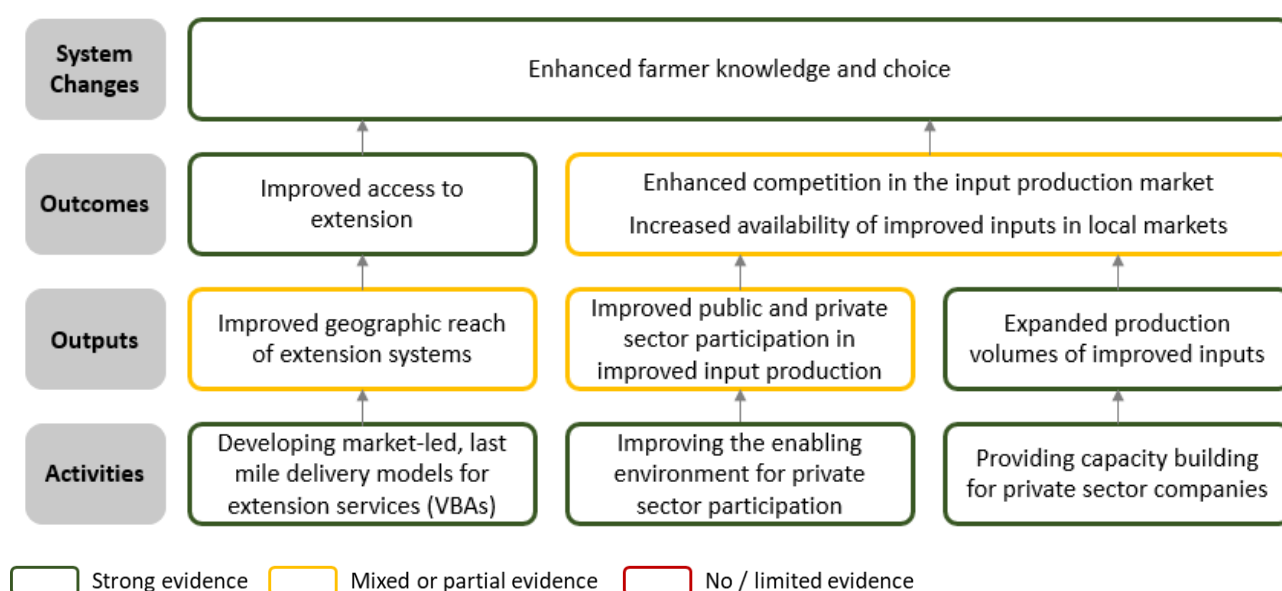 System
Changes
Enhanced farmer knowledge and choice
Outcomes
Improved access to
extension
Enhanced competition in the input production market
Increased availability of improved inputs in local markets
Outputs
Improved geographic reach
of extension systems
Improved public and private
sector participation in
improved input production
Expanded production
volumes of improved inputs
Activities
Developing market-led, last
mile delivery models for
extension services (VBAs)
Improving the enabling
environment for private
sector participation
Providing capacity building
for private sector companies
Strong evidence
Mixed or partial evidence
No / limited evidence